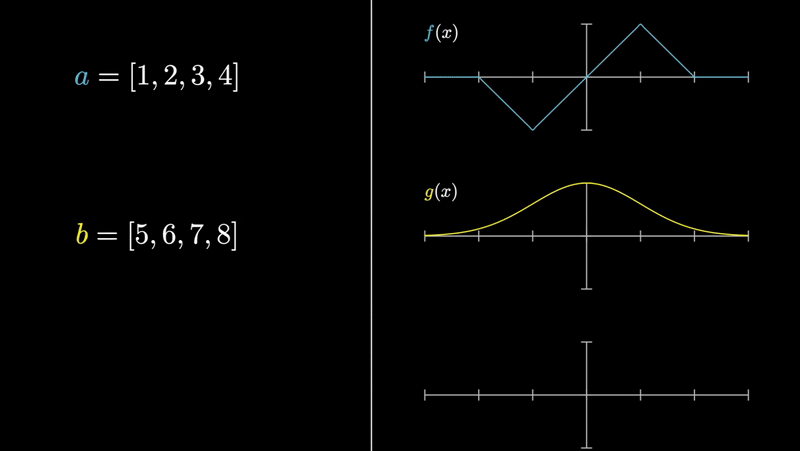 a = [1, 2, 3, 4]
b = [5, 6, 7, 8]
f(x)
g(x)